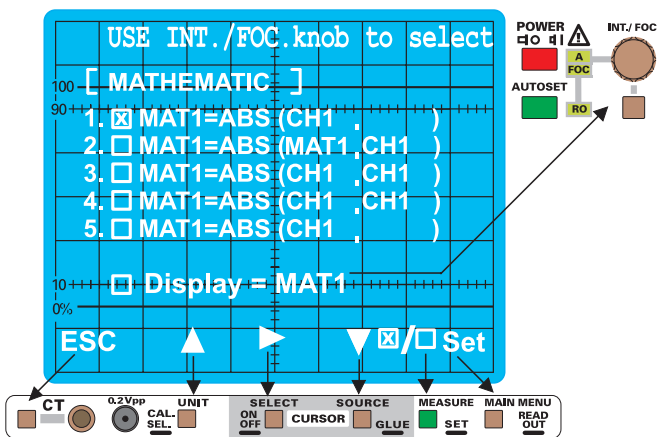 USE INT./FOC.knob to select
POWER
INT./ FOC
A
FOC
100
[ MATHEMATIC ]
AUTOSET
90
RO
1. ☒ MAT1=ABS (CH1 , )
2. ☐ MAT1=ABS (MAT1,CH1 )
3. ☐ MAT1=ABS (CH1 ,CH1 )
4. ☐ MAT1=ABS (CH1 ,CH1 )
5. ☐ MAT1=ABS (CH1 , )
10
☐ Display = MAT1
0%
ESC ▲ ► ▼ ☒/☐ Set
CT
0.2Vpp
CAL.
SEL.
UNIT
SELECT
ON
OFF
CURSOR
SOURCE
GLUE
MEASURE
SET
MAIN MENU
READ
OUT